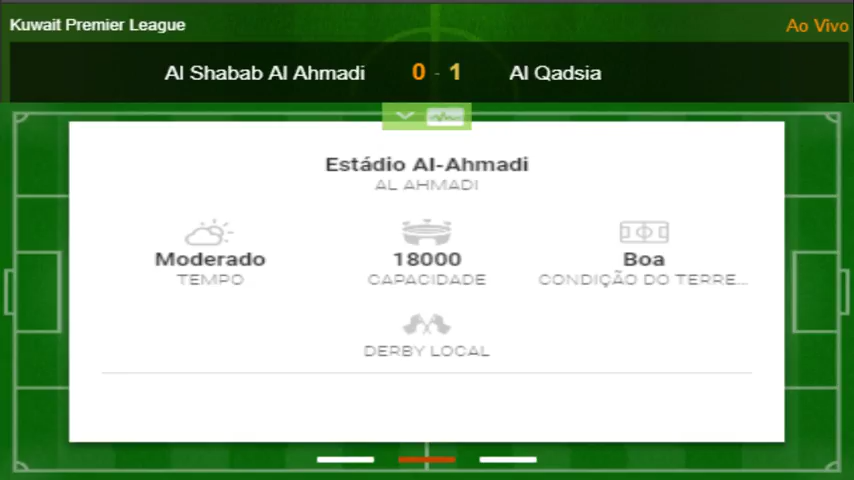 Kuwait Premier League
Ao Vivo
Al Shabab Al Ahmadi 0 - 1 Al Qadsia
Estádio Al-Ahmadi
AL AHMADI
Moderado 18000 Boa
TEMPO CAPACIDADE CONDIÇÃO DO TERRE...
DERBY LOCAL